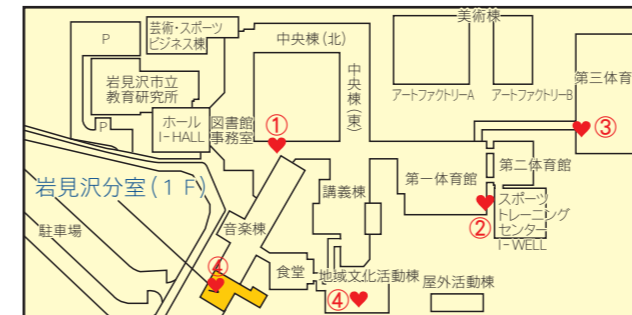 美術棟
芸術・スポーツ
ビジネス棟
P
中央棟(北)
中央棟(東)
岩見沢市立
教育研究所
アートファクトリーA
アートファクトリーB
第三体育
P
ホール
I-HALL
図書館
事務室
①
③
岩見沢分室(1F)
講義棟
第一体育館
第二体育館
スポーツ
トレーニング
センター
I-WELL
②
音楽棟
駐車場
④
食堂
地域文化活動棟
④
屋外活動棟